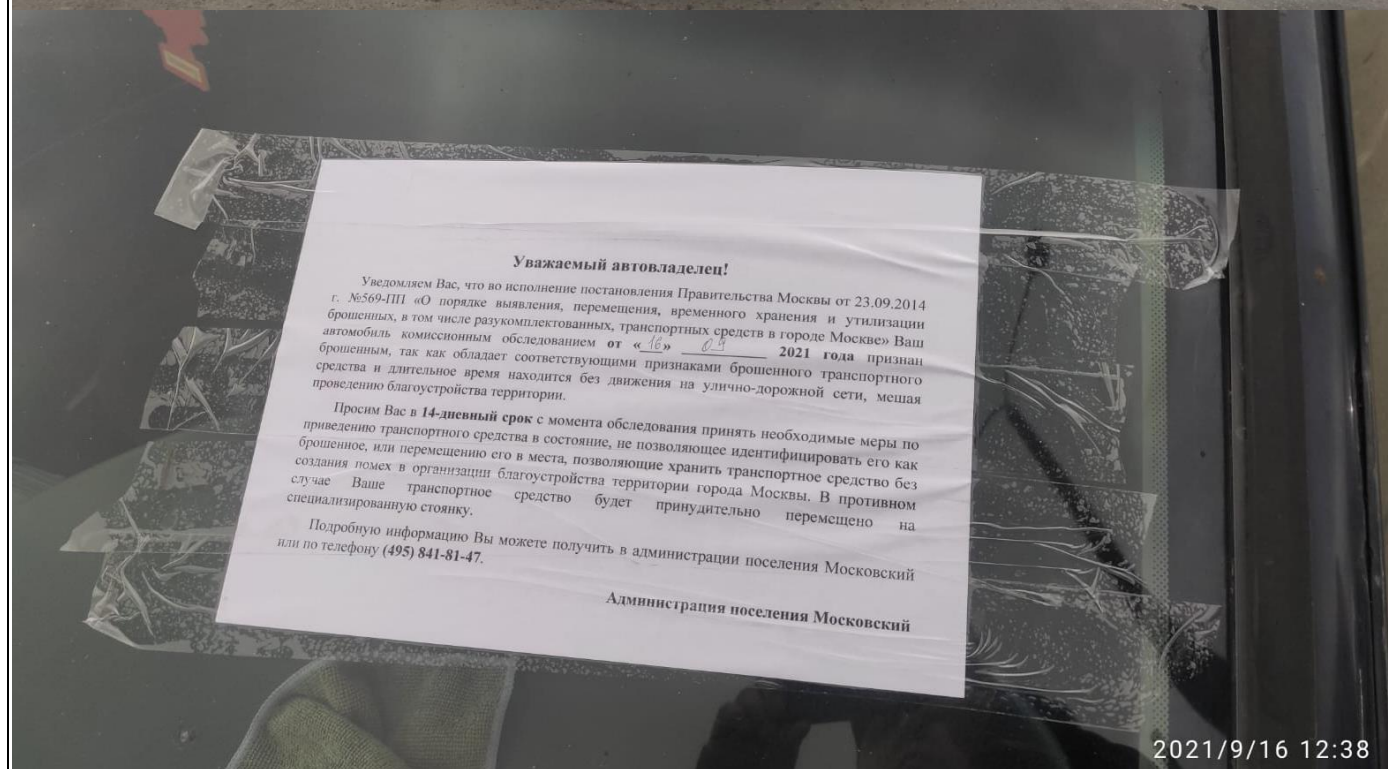 Уважаемый автовладелец!
Уведомляем Вас, что во исполнение постановления Правительства Москвы от 23.09.2014
г. №569-ПП «О порядке выявления, перемещения, временного хранения и утилизации
брошенных, в том числе разукомплектованных, транспортных средств в городе Москве» Ваш
автомобиль комиссионным обследованием от «16» 09 2021 года признан
брошенным, так как обладает соответствующими признаками брошенного транспортного
средства и длительное время находится без движения на улично-дорожной сети, мешая
проведению благоустройства территории.
Просим Вас в 14-дневный срок с момента обследования принять необходимые меры по
приведению транспортного средства в состояние, не позволяющее идентифицировать его как
брошенное, или перемещению его в места, позволяющие хранить транспортное средство без
создания помех в организации благоустройства территории города Москвы. В противном
случае Ваше транспортное средство будет принудительно перемещено на
специализированную стоянку.
Подробную информацию Вы можете получить в администрации поселения Московский
или по телефону (495) 841-81-47.
Администрация поселения Московский
2021/9/16 12:38